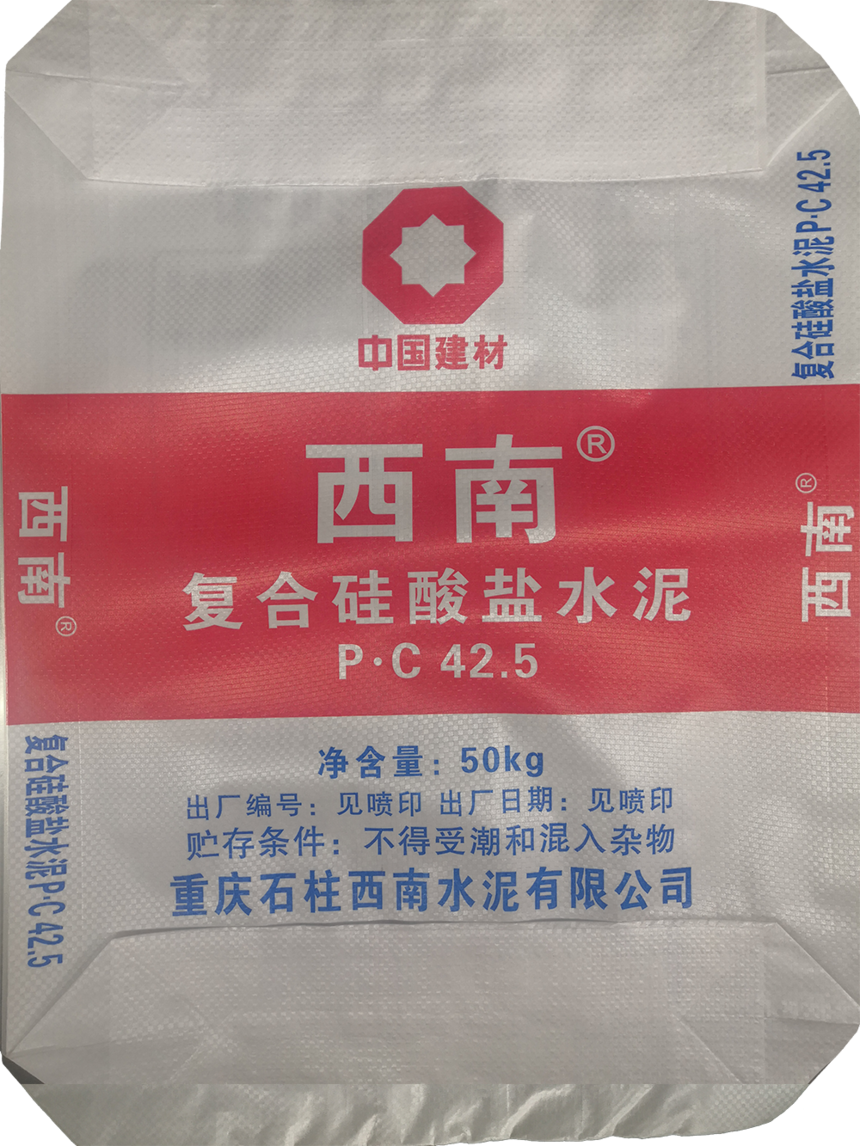 中国建材
西南®
复合硅酸盐水泥
P·C 42.5
净含量：50kg
出厂编号：见喷印 出厂日期：见喷印
贮存条件：不得受潮和混入杂物
重庆石柱西南水泥有限公司
西南®
复合硅酸盐水泥P·C 42.5
复合硅酸盐水泥P·C 42.5
西南®